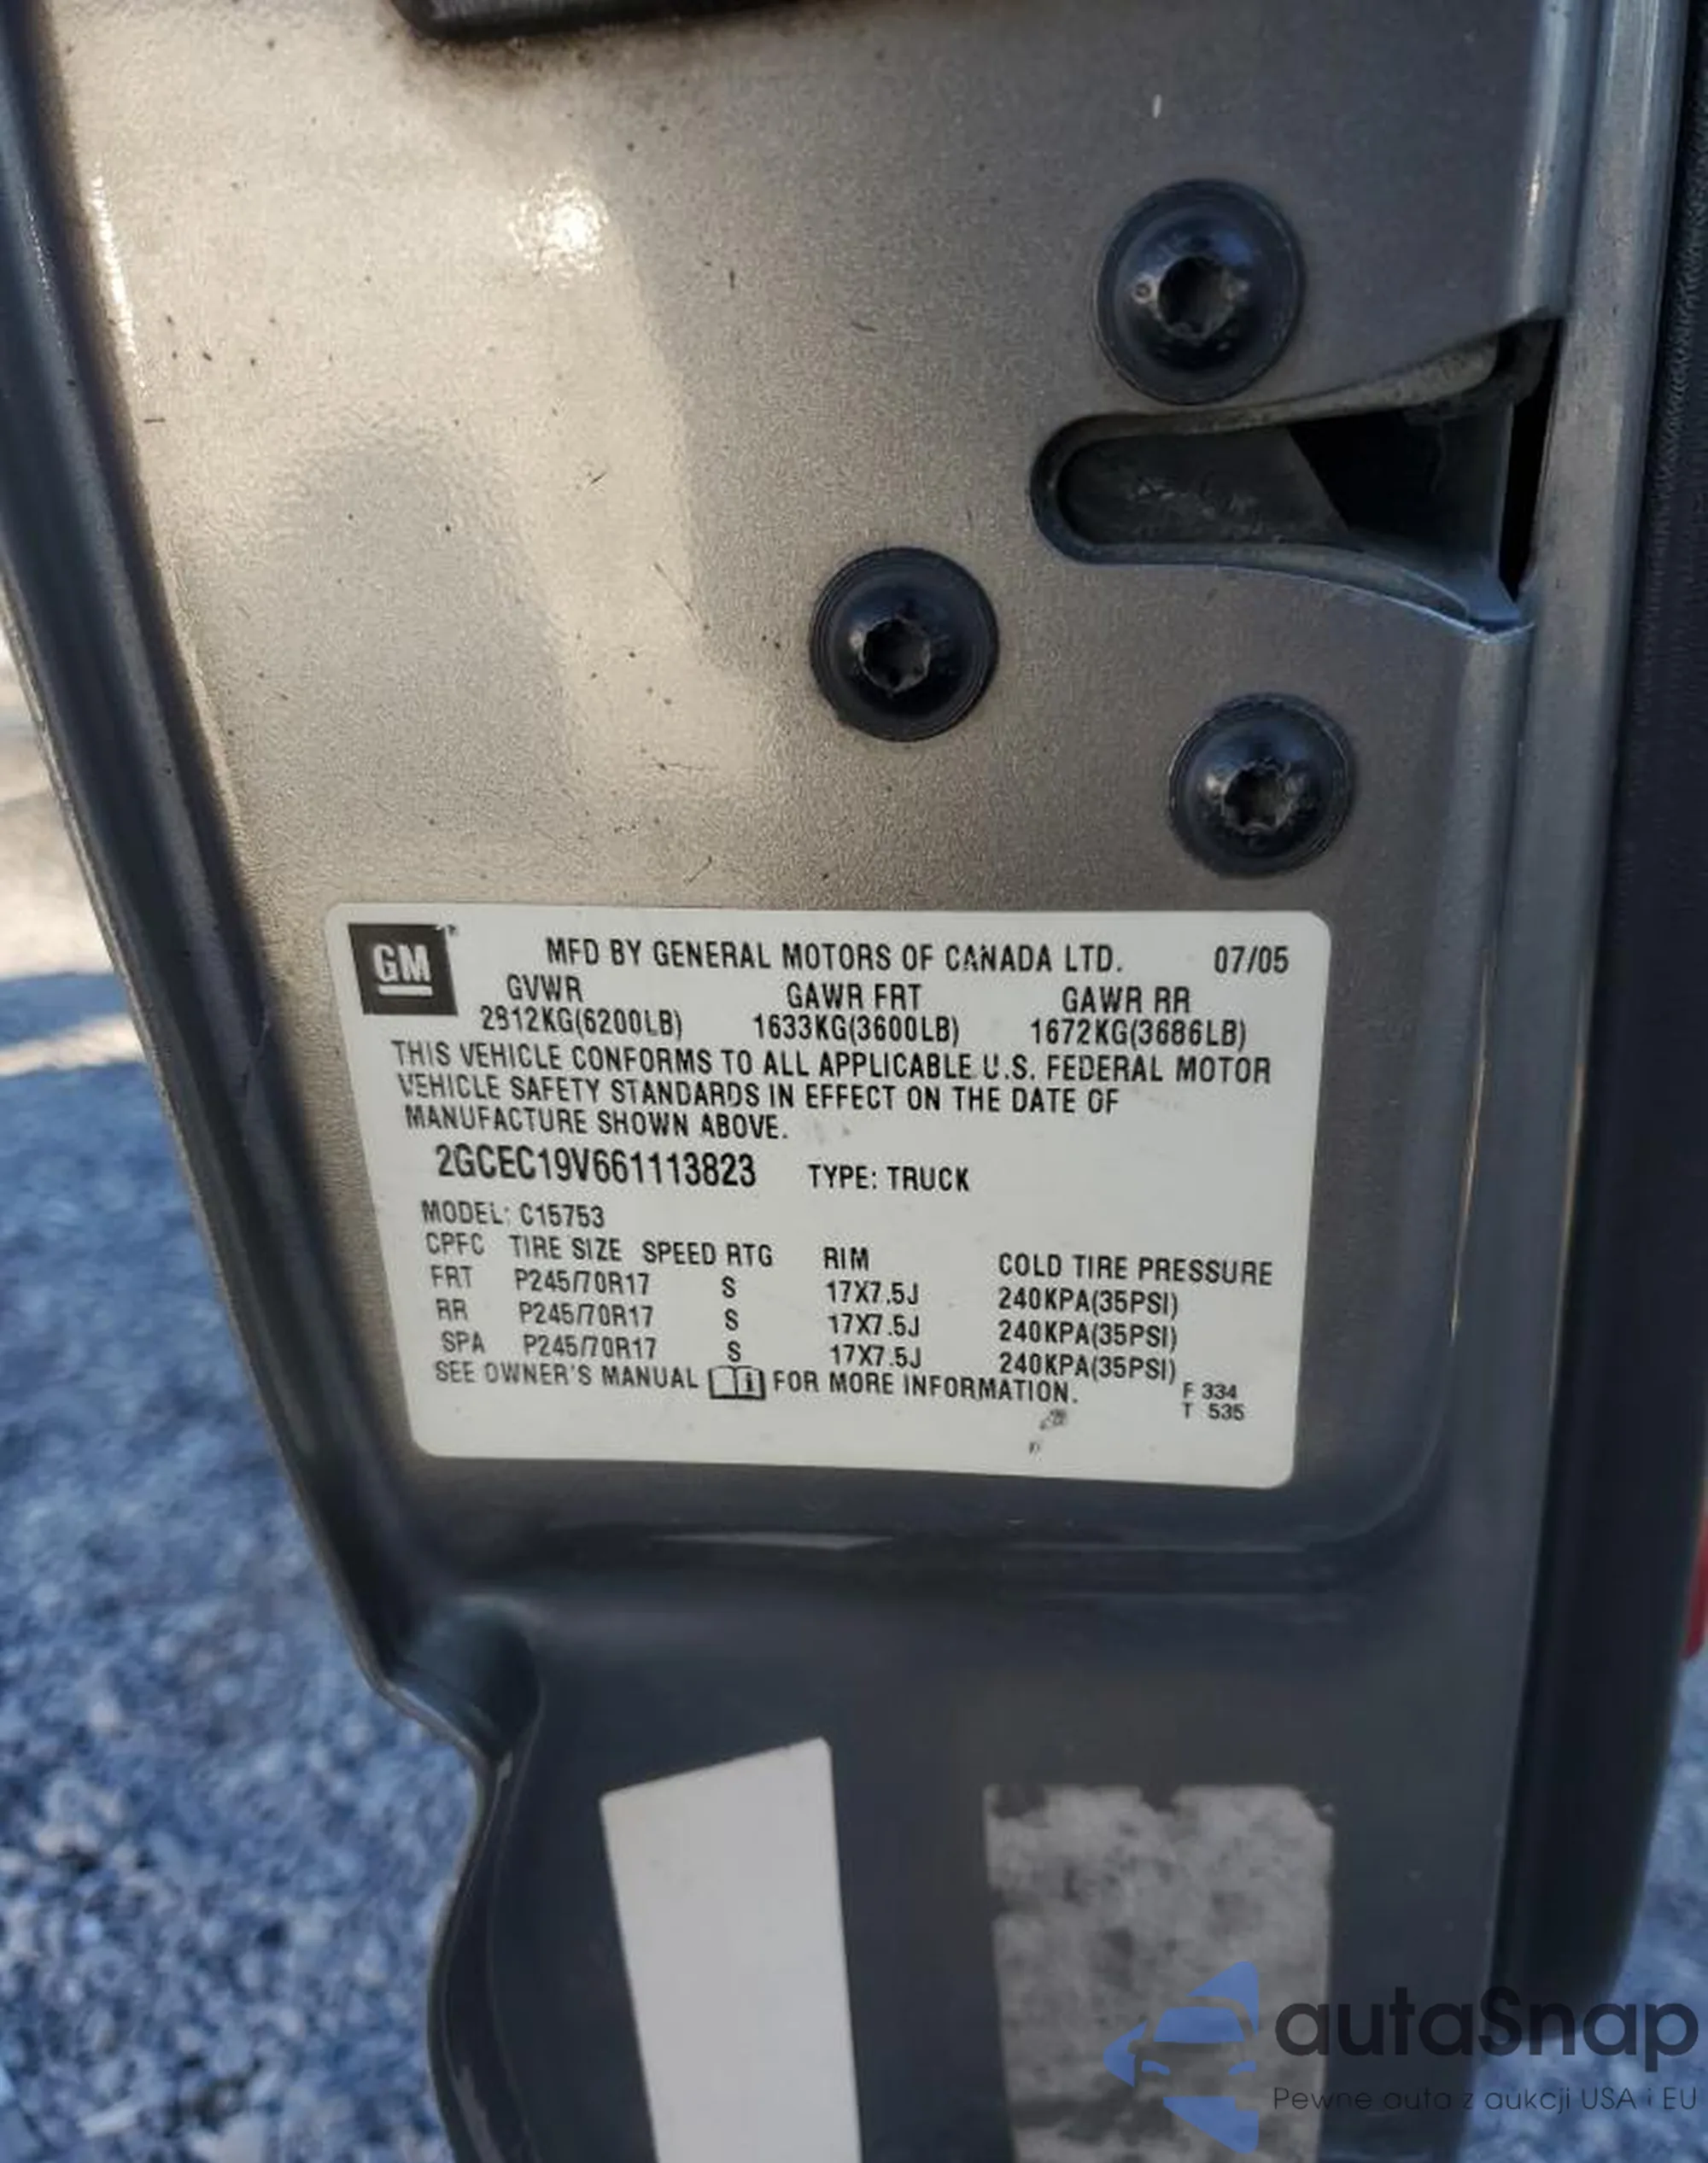 GM
MFD BY GENERAL MOTORS OF CANADA LTD. 07/05
GVWR GAWR FRT GAWR RR
2812KG(6200LB) 1633KG(3600LB) 1672KG(3686LB)
THIS VEHICLE CONFORMS TO ALL APPLICABLE U.S. FEDERAL MOTOR
VEHICLE SAFETY STANDARDS IN EFFECT ON THE DATE OF
MANUFACTURE SHOWN ABOVE.
2GCEC19V661113823 TYPE: TRUCK
MODEL: C15753
CPFC TIRE SIZE SPEED RTG RIM COLD TIRE PRESSURE
FRT P245/70R17 S 17X7.5J 240KPA(35PSI)
RR P245/70R17 S 17X7.5J 240KPA(35PSI)
SPA P245/70R17 S 17X7.5J 240KPA(35PSI)
SEE OWNER'S MANUAL FOR MORE INFORMATION.
F 334
T 535
autaSnap
Pewne auta z aukcji USA i EU